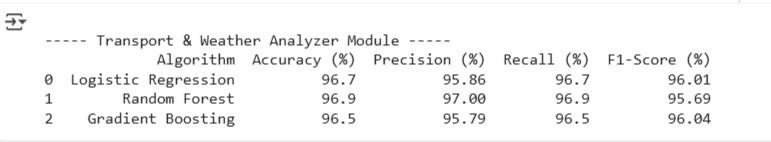 ----- Transport & Weather Analyzer Module -----
Algorithm Accuracy (%) Precision (%) Recall (%) F1-Score (%)
0 Logistic Regression 96.7 95.86 96.7 96.01
1 Random Forest 96.9 97.00 96.9 95.69
2 Gradient Boosting 96.5 95.79 96.5 96.04